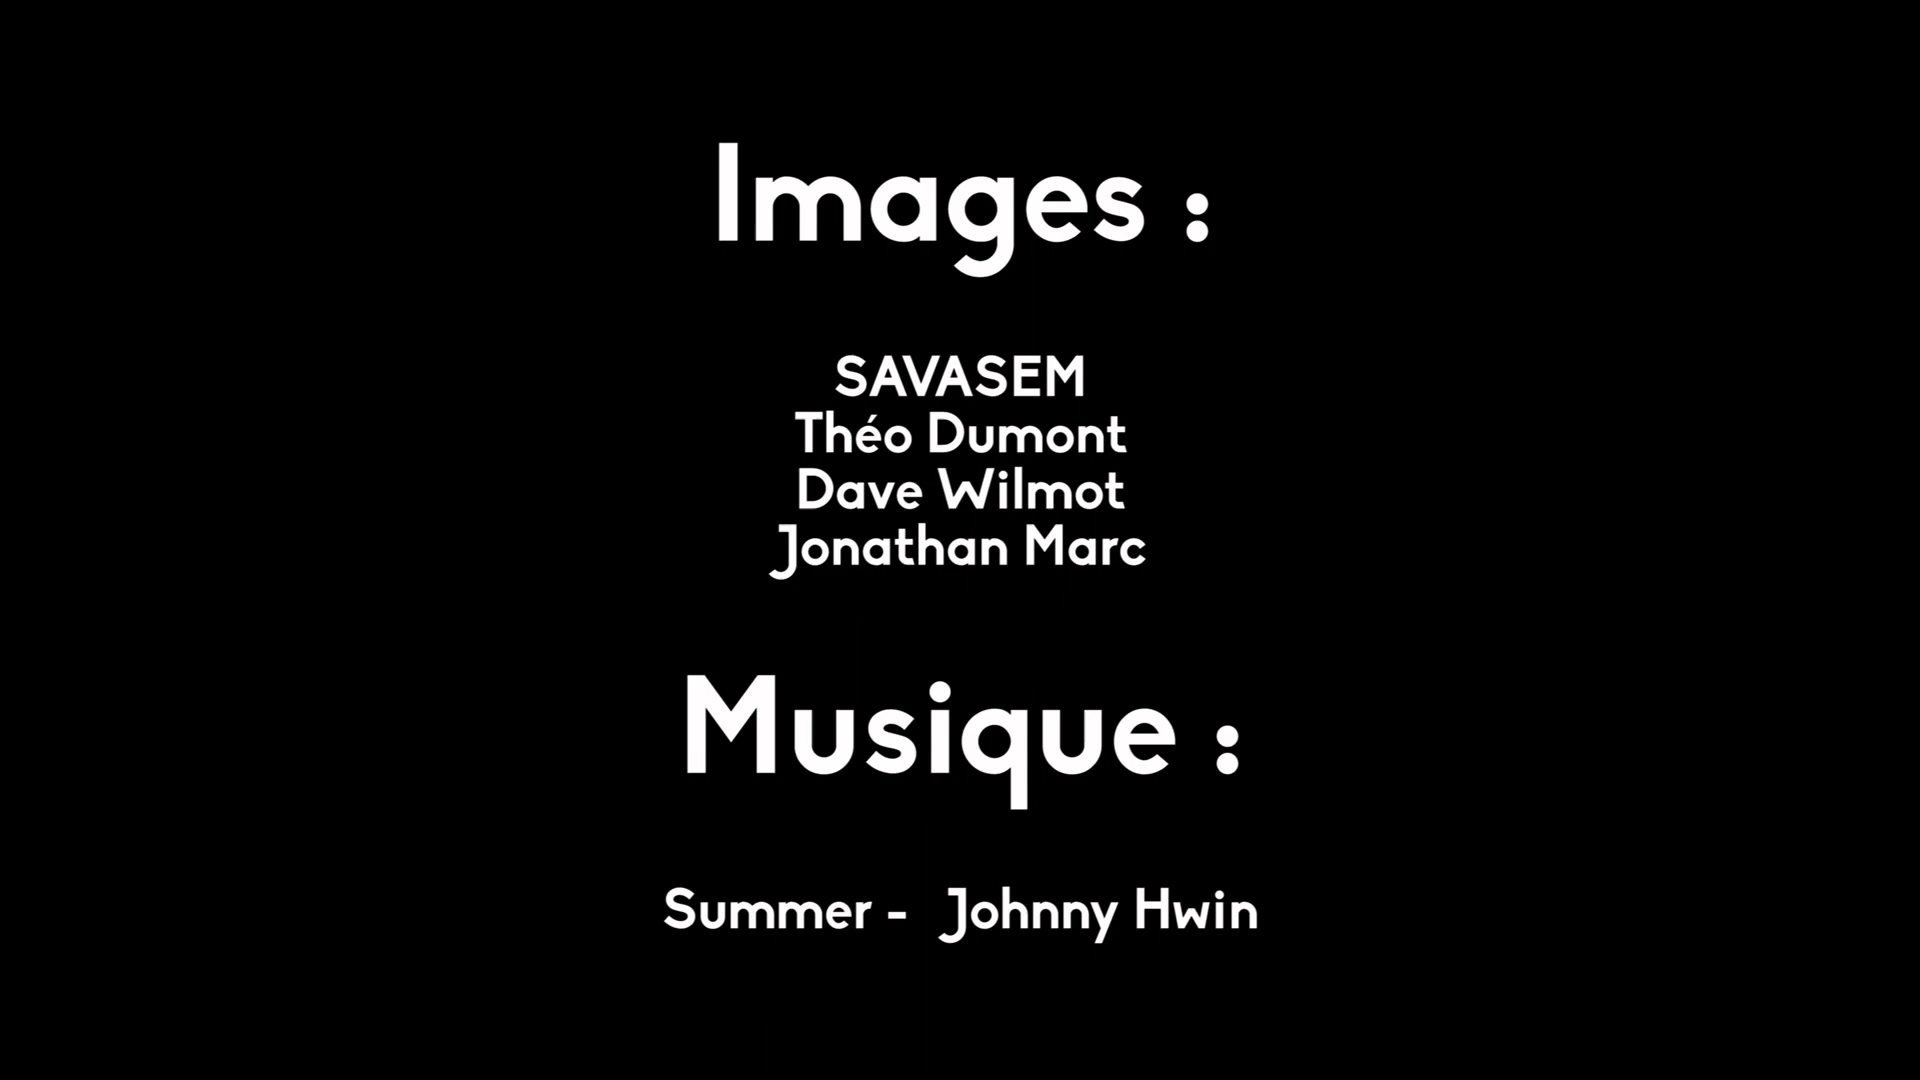 Images :
SAVASEM
Théo Dumont
Dave Wilmot
Jonathan Marc
Musique :
Summer - Johnny Hwin